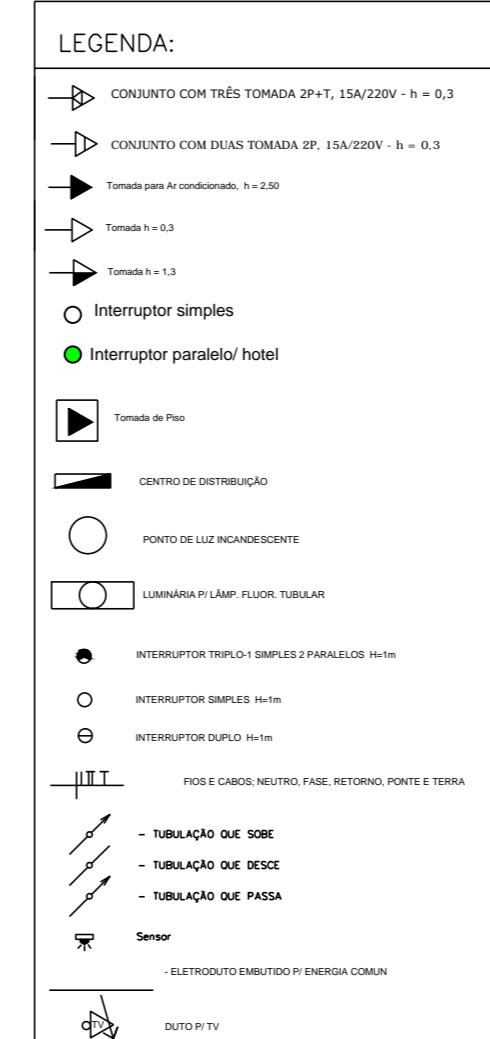 LEGENDA:
CONJUNTO COM TRÊS TOMADA 2P+T, 15A/220V - h = 0,3
CONJUNTO COM DUAS TOMADA 2P, 15A/220V - h = 0,3
Tomada para Ar condicionado, h = 2,50
Tomada h = 0,3
Tomada h = 1,3
Interruptor simples
Interruptor paralelo/ hotel
Tomada de Piso
CENTRO DE DISTRIBUIÇÃO
PONTO DE LUZ INCANDESCENTE
LUMINÁRIA P/ LÂMP. FLUOR. TUBULAR
INTERRUPTOR TRIPLO-1 SIMPLES 2 PARALELOS H=1m
INTERRUPTOR SIMPLES H=1m
INTERRUPTOR DUPLO H=1m
FIOS E CABOS; NEUTRO, FASE, RETORNO, PONTE E TERRA
- TUBULAÇÃO QUE SOBE
- TUBULAÇÃO QUE DESCE
- TUBULAÇÃO QUE PASSA
Sensor
- ELETRODUTO EMBUTIDO P/ ENERGIA COMUN
TV DUTO P/ TV